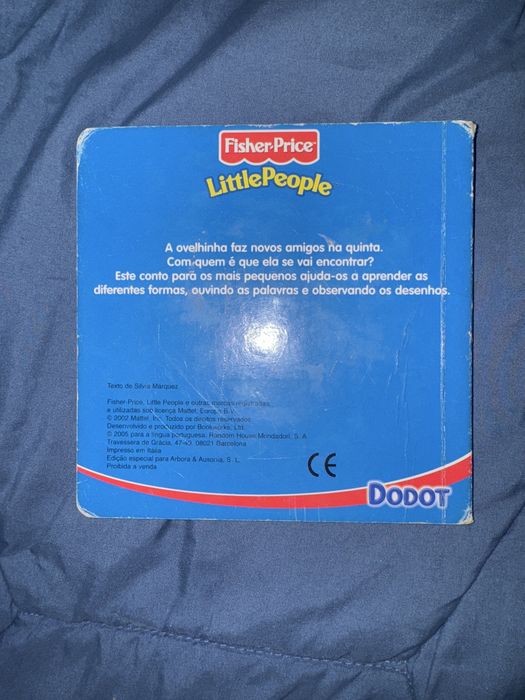 Fisher-Price
LittlePeople
A ovelhinha faz novos amigos na quinta.
Com quem é que ela se vai encontrar?
Este conto para os mais pequenos ajuda-os a aprender as
diferentes formas, ouvindo as palavras e observando os desenhos.
Texto de Silvia Márquez
Fisher-Price, Little People e outras marcas registradas
e utilizadas sob licença Mattel, Europa B.V.
© 2002 Mattel, Inc. Todos os direitos reservados.
Desenvolvido e produzido por Bookworks, Ltd.
© 2005 para a língua portuguesa: Random House Mondadori, S. A.
Travessera de Gràcia, 47-49, 08021 Barcelona
Impresso em Itália
Edição especial para Arbora & Ausonia, S. L.
Proibida a venda
CE
DODOT